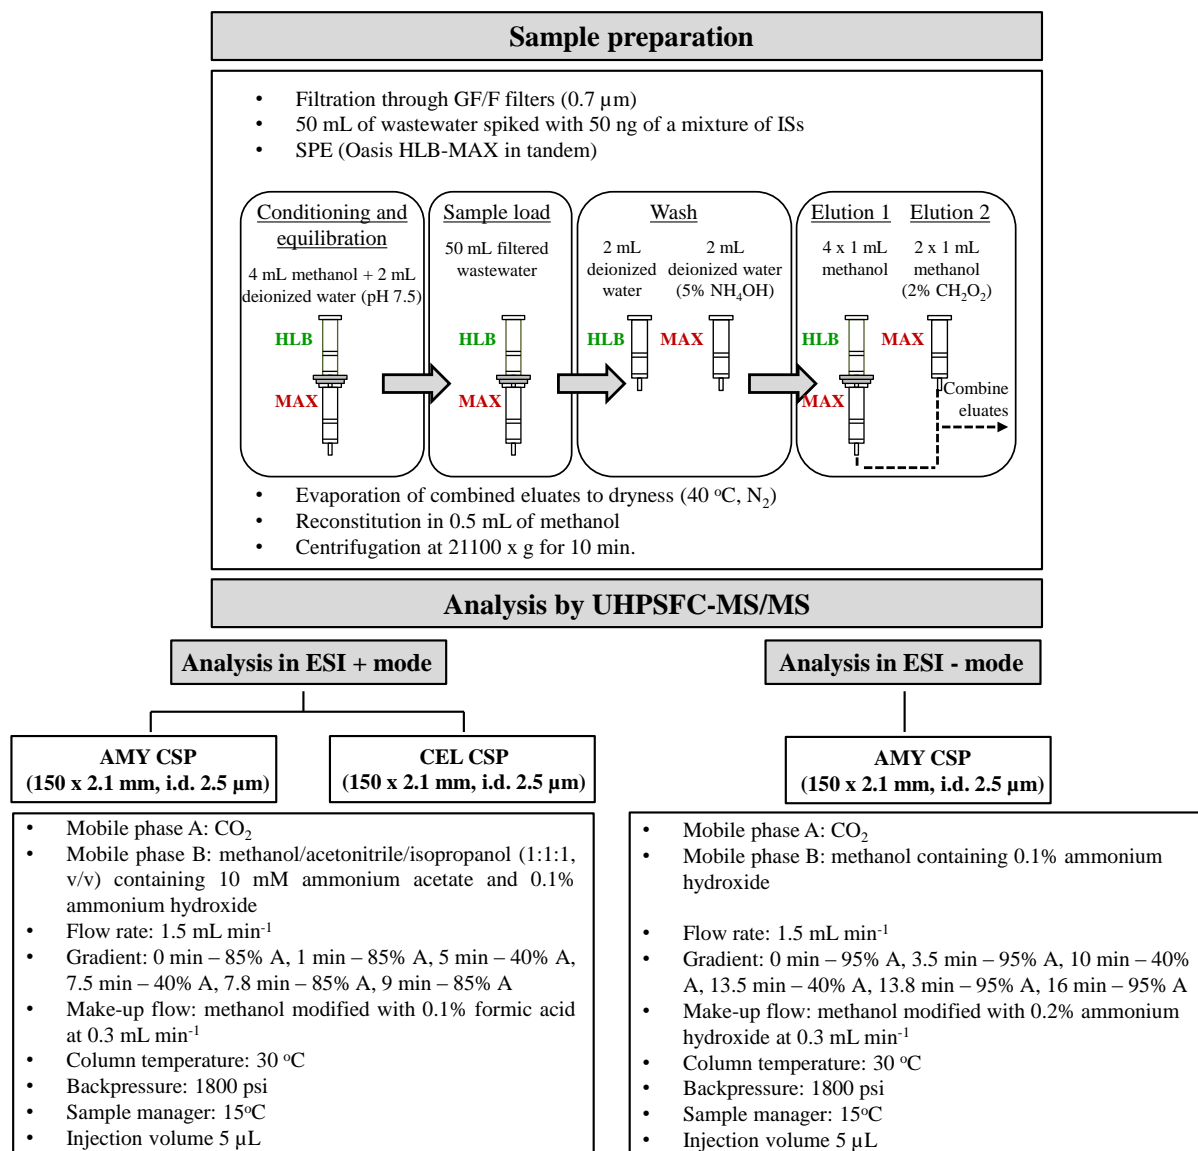 Sample preparation
• Filtration through GF/F filters (0.7 µm)
• 50 mL of wastewater spiked with 50 ng of a mixture of ISs
• SPE (Oasis HLB-MAX in tandem)
Conditioning and
equilibration
4 mL methanol + 2 mL
deionized water (pH 7.5)
HLB
MAX
Sample load
50 mL filtered
wastewater
HLB
MAX
Wash
2 mL
deionized
water
2 mL
deionized water
(5% NH₄OH)
HLB
MAX
Elution 1
4 x 1 mL
methanol
HLB
MAX
Elution 2
2 x 1 mL
methanol
(2% CH₂O₂)
MAX
Combine
eluates
• Evaporation of combined eluates to dryness (40 °C, N₂)
• Reconstitution in 0.5 mL of methanol
• Centrifugation at 21100 x g for 10 min.
Analysis by UHPSFC-MS/MS
Analysis in ESI + mode
AMY CSP
(150 x 2.1 mm, i.d. 2.5 µm)
CEL CSP
(150 x 2.1 mm, i.d. 2.5 µm)
• Mobile phase A: CO₂
• Mobile phase B: methanol/acetonitrile/isopropanol (1:1:1,
v/v) containing 10 mM ammonium acetate and 0.1%
ammonium hydroxide
• Flow rate: 1.5 mL min⁻¹
• Gradient: 0 min – 85% A, 1 min – 85% A, 5 min – 40% A,
7.5 min – 40% A, 7.8 min – 85% A, 9 min – 85% A
• Make-up flow: methanol modified with 0.1% formic acid
at 0.3 mL min⁻¹
• Column temperature: 30 °C
• Backpressure: 1800 psi
• Sample manager: 15°C
• Injection volume 5 µL
Analysis in ESI - mode
AMY CSP
(150 x 2.1 mm, i.d. 2.5 µm)
• Mobile phase A: CO₂
• Mobile phase B: methanol containing 0.1% ammonium
hydroxide
• Flow rate: 1.5 mL min⁻¹
• Gradient: 0 min – 95% A, 3.5 min – 95% A, 10 min – 40%
A, 13.5 min – 40% A, 13.8 min – 95% A, 16 min – 95% A
• Make-up flow: methanol modified with 0.2% ammonium
hydroxide at 0.3 mL min⁻¹
• Column temperature: 30 °C
• Backpressure: 1800 psi
• Sample manager: 15°C
• Injection volume 5 µL